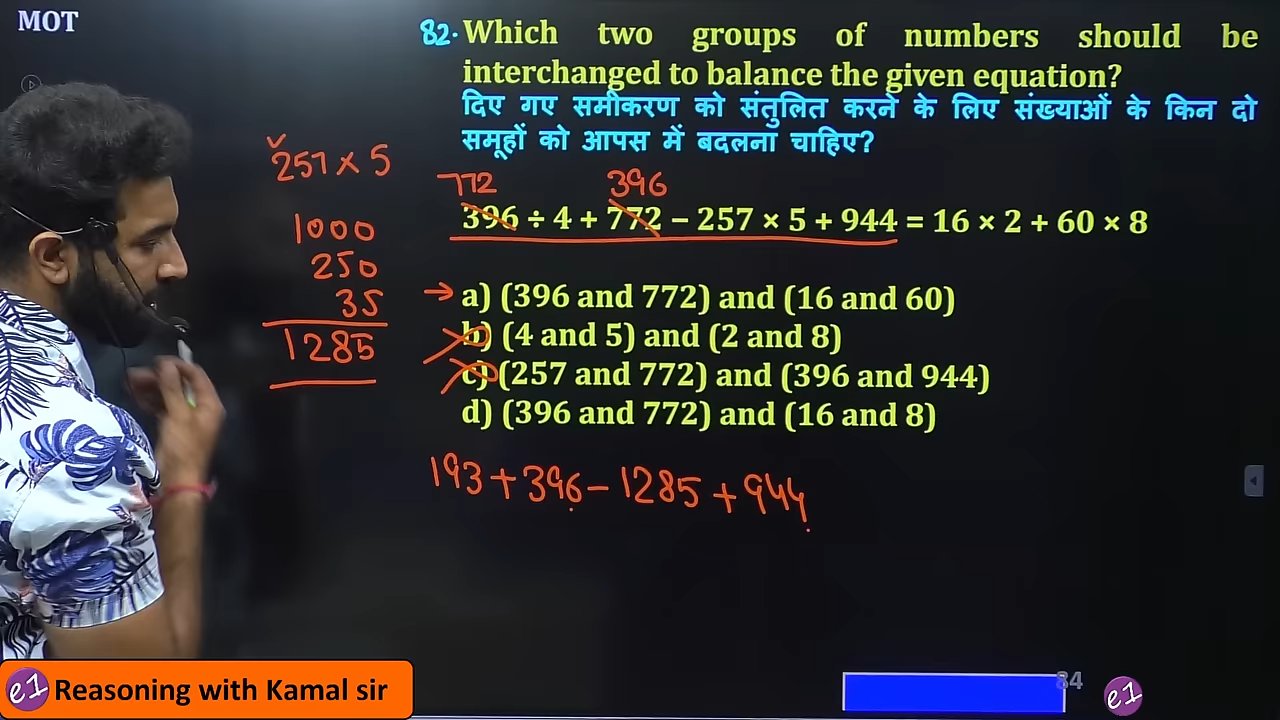 MOT
82. Which two groups of numbers should be
interchanged to balance the given equation?
दिए गए समीकरण को संतुलित करने के लिए संख्याओं के किन दो
समूहों को आपस में बदलना चाहिए?
257 × 5
1000
250
35
1285
772 396
396 ÷ 4 + 772 – 257 × 5 + 944 = 16 × 2 + 60 × 8
a) (396 and 772) and (16 and 60)
b) (4 and 5) and (2 and 8)
c) (257 and 772) and (396 and 944)
d) (396 and 772) and (16 and 8)
193 + 396 – 1285 + 944
e1 Reasoning with Kamal sir
84
e1